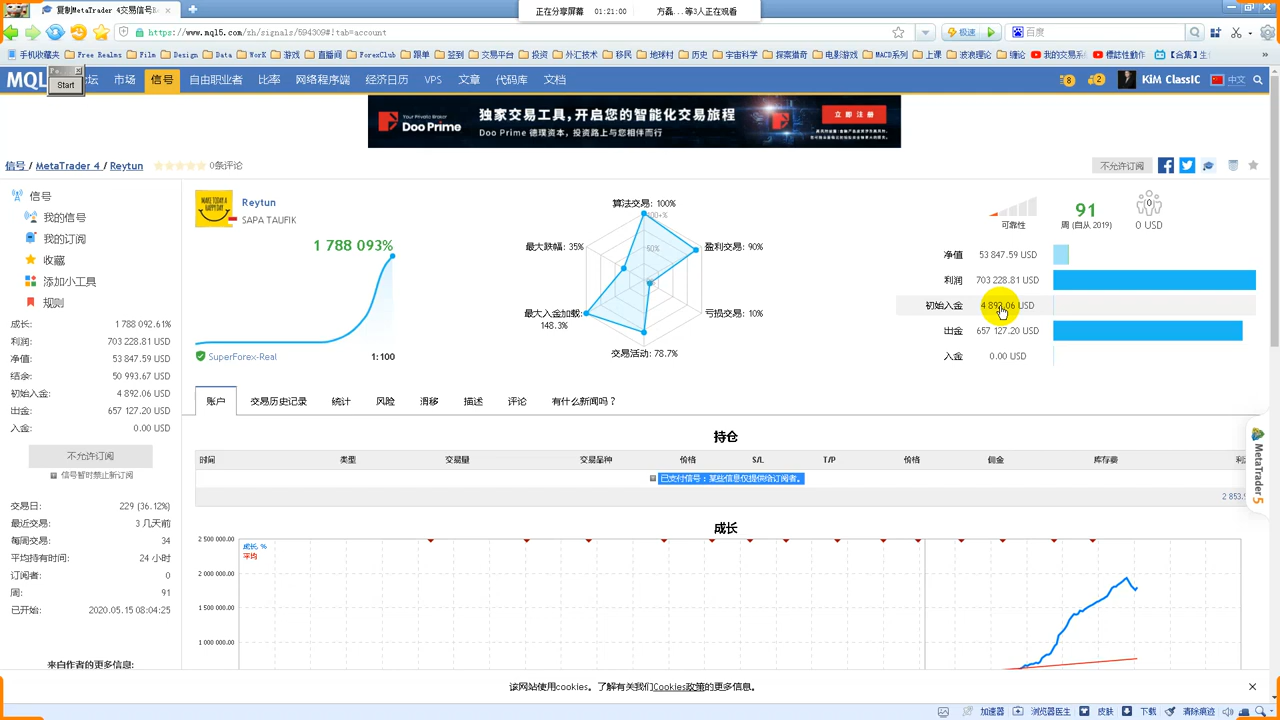 复制MetaTrader 4交易信号R
正在分享屏幕 01:21:00 方磊...等3人正在观看
https://www.mql5.com/zh/signals/594309#!tab=account
极速
百度
手机收藏夹 Free Realms Film Design Data WorK 游戏 直播间 ForexClub 跟单 签到 交易平台 投资 外汇技术 移民 地球村 历史 宇宙科学 探案猎奇 电影游戏 MACD系列 上课 波浪理论 缠论 我的交易系 標誌性動作 【合集】生
MQL 坛 市场 信号 自由职业者 比率 网络程序端 经济日历 VPS 文章 代码库 文档
Start
8 2 KiM ClassIC 中文
Doo Prime
独家交易工具，开启您的智能化交易旅程
Doo Prime 德璞资本，投资路上与您相伴而行
立即注册
信号 / MetaTrader 4 / Reytun 0条评论
不允许订阅
信号
我的信号
我的订阅
收藏
添加小工具
规则
成长: 1 788 092.61%
利润: 703 228.81 USD
净值: 53 847.59 USD
结余: 50 993.67 USD
初始入金: 4 892.06 USD
出金: 657 127.20 USD
入金: 0.00 USD
不允许订阅
信号暂时禁止新订阅
交易日: 229 (36.12%)
最近交易: 3 几天前
每周交易: 34
平均持有时间: 24 小时
订阅者: 0
周: 91
已开始: 2020.05.15 08:04:25
来自作者的更多信息:
MAKE TODAY A HAPPY DAY
Reytun
SAPA TAUFIK
1 788 093%
SuperForex-Real 1:100
算法交易: 100%
100+%
50%
最大跌幅: 35%
盈利交易: 90%
最大入金加载: 148.3%
亏损交易: 10%
交易活动: 78.7%
可靠性
91
周 (自从 2019)
0
0 USD
净值 53 847.59 USD
利润 703 228.81 USD
初始入金 4 892.06 USD
出金 657 127.20 USD
入金 0.00 USD
账户 交易历史记录 统计 风险 滑移 描述 评论 有什么新闻吗？
持仓
时间 类型 交易量 交易品种 价格 S/L T/P 价格 佣金 库存费
已支付信号：某些信息仅提供给订阅者。
2 853.
MetaTrader 5
成长
成长 %
平均
2 500 000.00
2 000 000.00
1 500 000.00
1 000 000.00
该网站使用cookies。了解有关我们Cookies政策的更多信息。
加速器 浏览器医生 皮肤 下载 清除痕迹